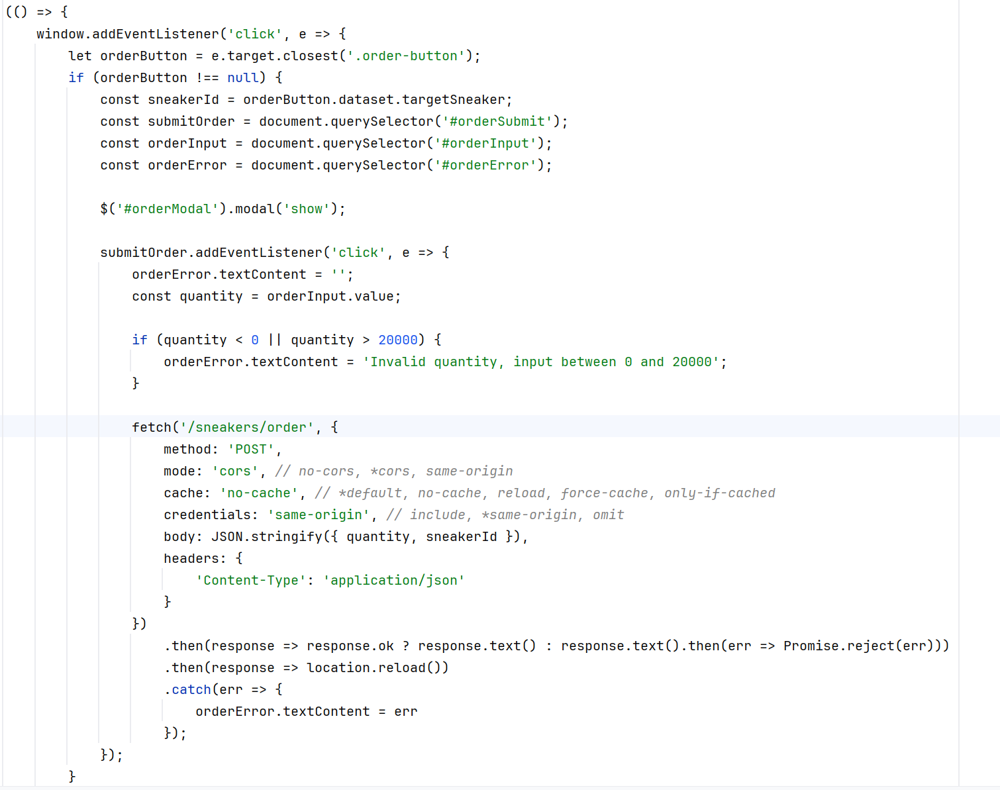 (() => {
    window.addEventListener('click', e => {
        let orderButton = e.target.closest('.order-button');
        if (orderButton !== null) {
            const sneakerId = orderButton.dataset.targetSneaker;
            const submitOrder = document.querySelector('#orderSubmit');
            const orderInput = document.querySelector('#orderInput');
            const orderError = document.querySelector('#orderError');

            $('#orderModal').modal('show');

            submitOrder.addEventListener('click', e => {
                orderError.textContent = '';
                const quantity = orderInput.value;

                if (quantity < 0 || quantity > 20000) {
                    orderError.textContent = 'Invalid quantity, input between 0 and 20000';
                }

                fetch('/sneakers/order', {
                    method: 'POST',
                    mode: 'cors', // no-cors, *cors, same-origin
                    cache: 'no-cache', // *default, no-cache, reload, force-cache, only-if-cached
                    credentials: 'same-origin', // include, *same-origin, omit
                    body: JSON.stringify({ quantity, sneakerId }),
                    headers: {
                        'Content-Type': 'application/json'
                    }
                })
                    .then(response => response.ok ? response.text() : response.text().then(err => Promise.reject(err)))
                    .then(response => location.reload())
                    .catch(err => {
                        orderError.textContent = err
                    });
            });
        }